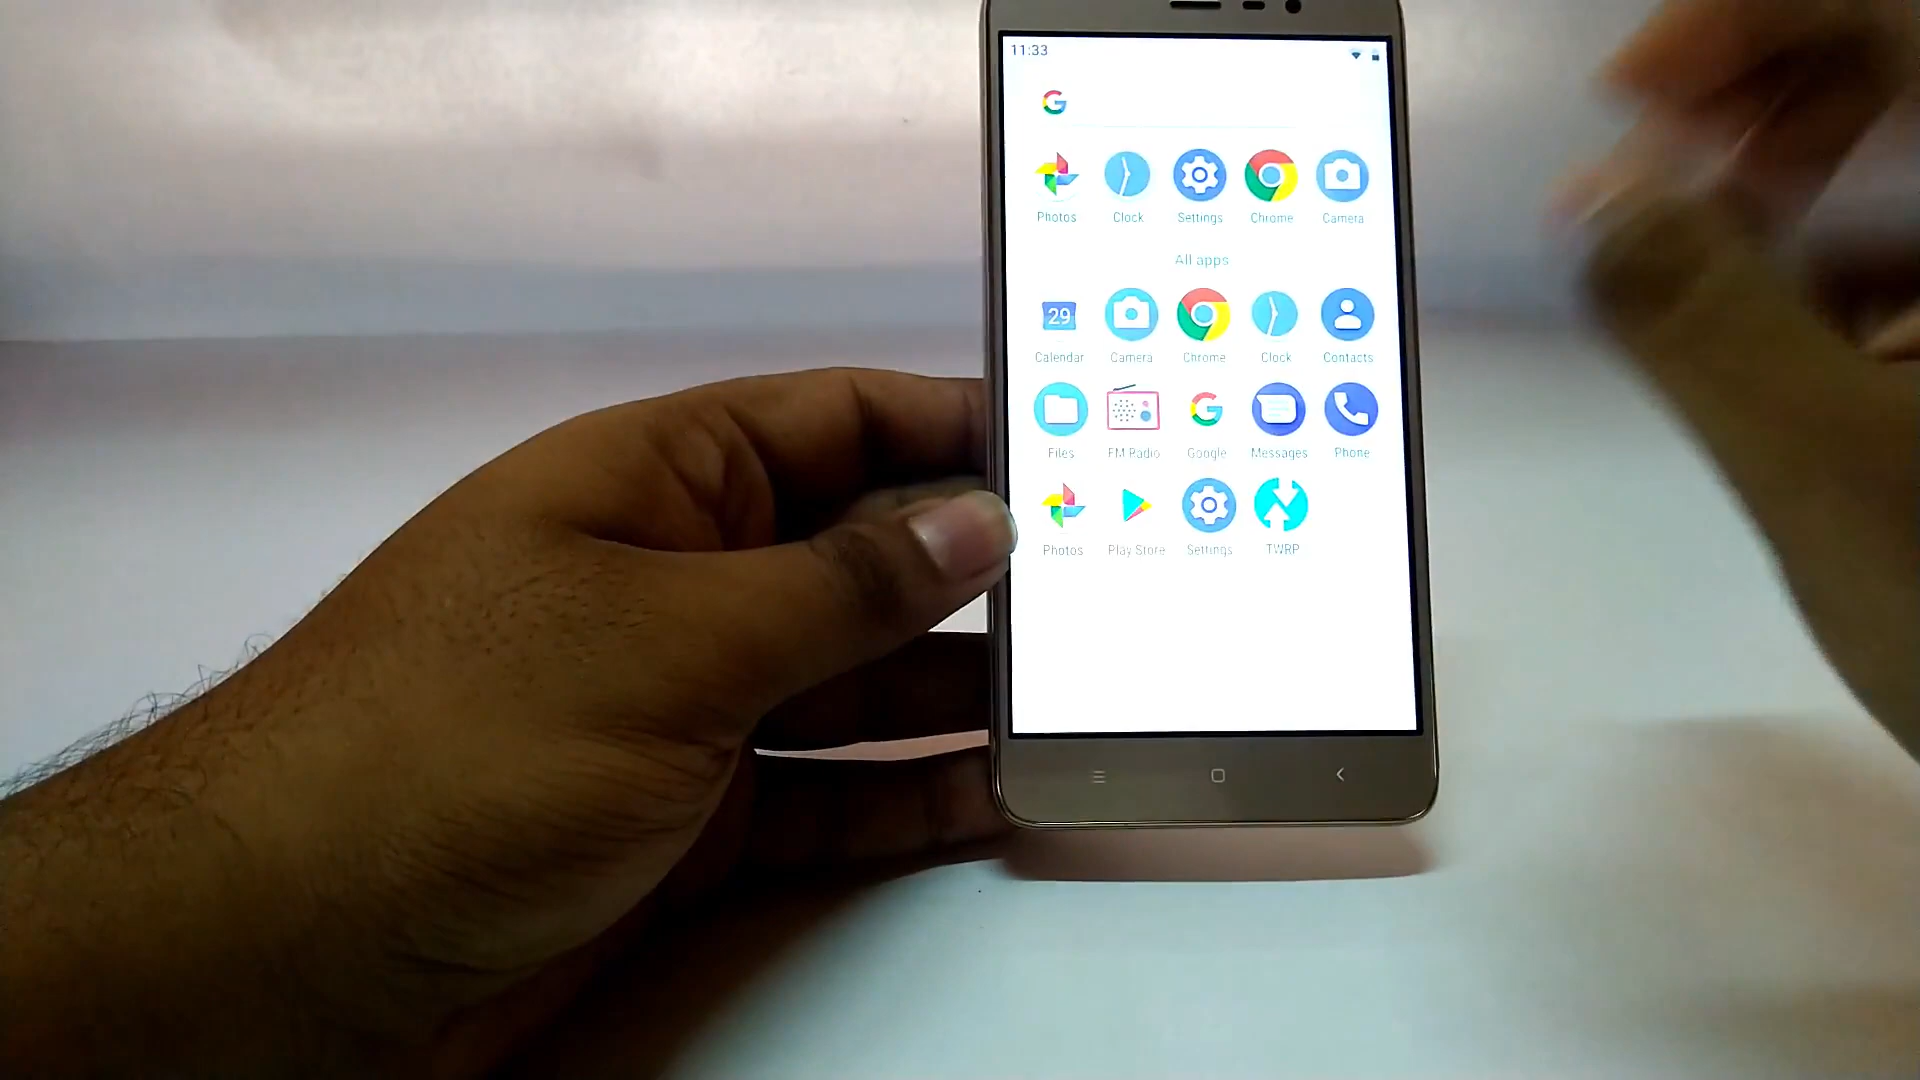 11:33
Photos Clock Settings Chrome Camera
All apps
29
Calendar Camera Chrome Clock Contacts
Files FM Radio Google Messages Phone
Photos Play Store Settings TWRP